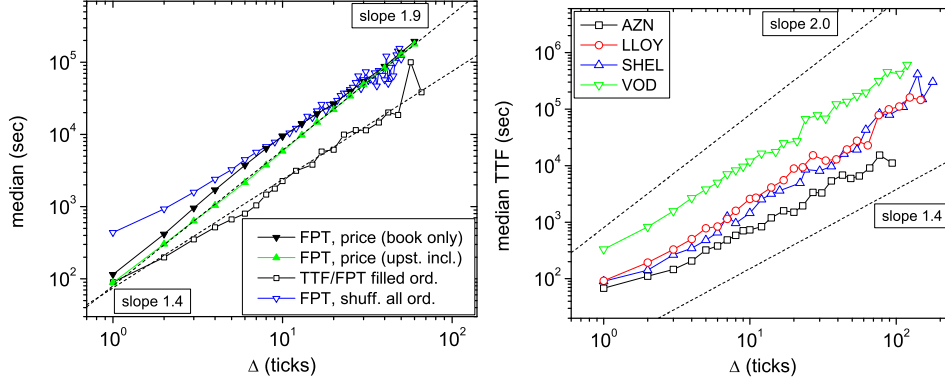 slope 1.9
10^5
10^4
10^3
10^2
median (sec)
FPT, price (book only)
FPT, price (upst. incl.)
TTF/FPT filled ord.
FPT, shuff. all ord.
slope 1.4
10^0
10^1
10^2
Δ (ticks)
AZN
LLOY
SHEL
VOD
slope 2.0
10^6
10^5
10^4
10^3
10^2
median TTF (sec)
slope 1.4
10^0
10^1
10^2
Δ (ticks)